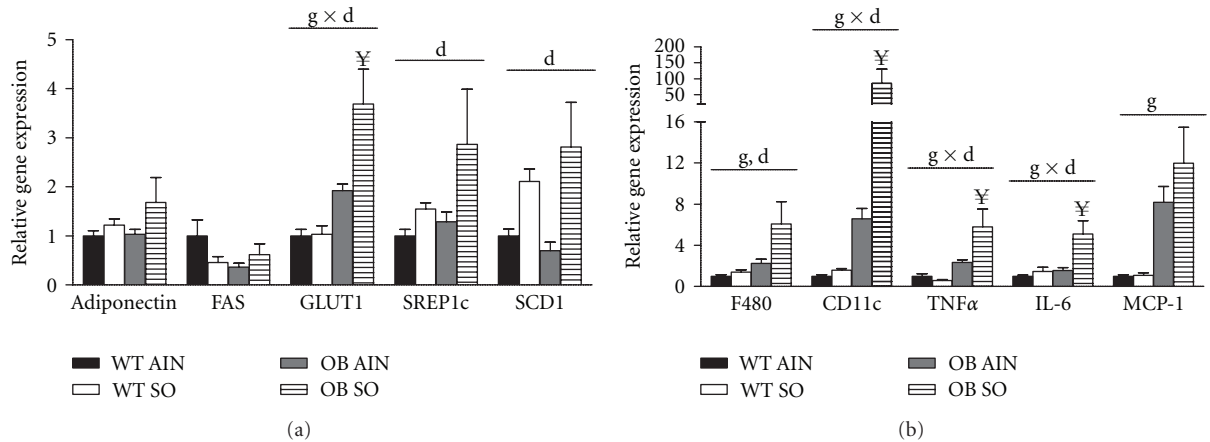 g × d
d
d
¥
5
4
3
2
1
0
Relative gene expression
Adiponectin FAS GLUT1 SREP1c SCD1
WT AIN OB AIN
WT SO OB SO
(a)
g × d
g
g, d
g × d
g × d
¥
¥
¥
200
150
100
50
16
12
8
4
0
Relative gene expression
F480 CD11c TNFα IL-6 MCP-1
WT AIN OB AIN
WT SO OB SO
(b)